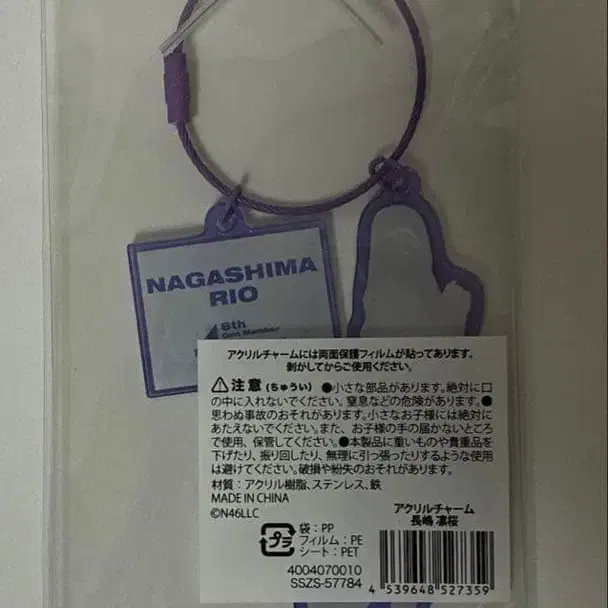 NAGASHIMA
RIO
6th
Gen Member
アクリルチャームには両面保護フィルムが貼ってあります。
剥がしてからご使用ください。
⚠注意(ちゅうい) ●小さな部品があります。絶対に口
の中に入れないでください。窒息などの危険があります。●
思わぬ事故のおそれがあります。小さなお子様には絶対に
あたえないでください。また、お子様の手の届かないところ
で使用、保管してください。●本製品に重いものや貴重品を
下げたり、振り回したり、無理に引っ張ったりするような使用
は避けてください。破損や紛失のおそれがあります。
材質：アクリル樹脂、ステンレス、鉄
MADE IN CHINA
©N46LLC
アクリルチャーム
長嶋 凛桜
プラ
袋：PP
フィルム：PE
シート：PET
4004070010
SSZS-57784
4 539648 527359